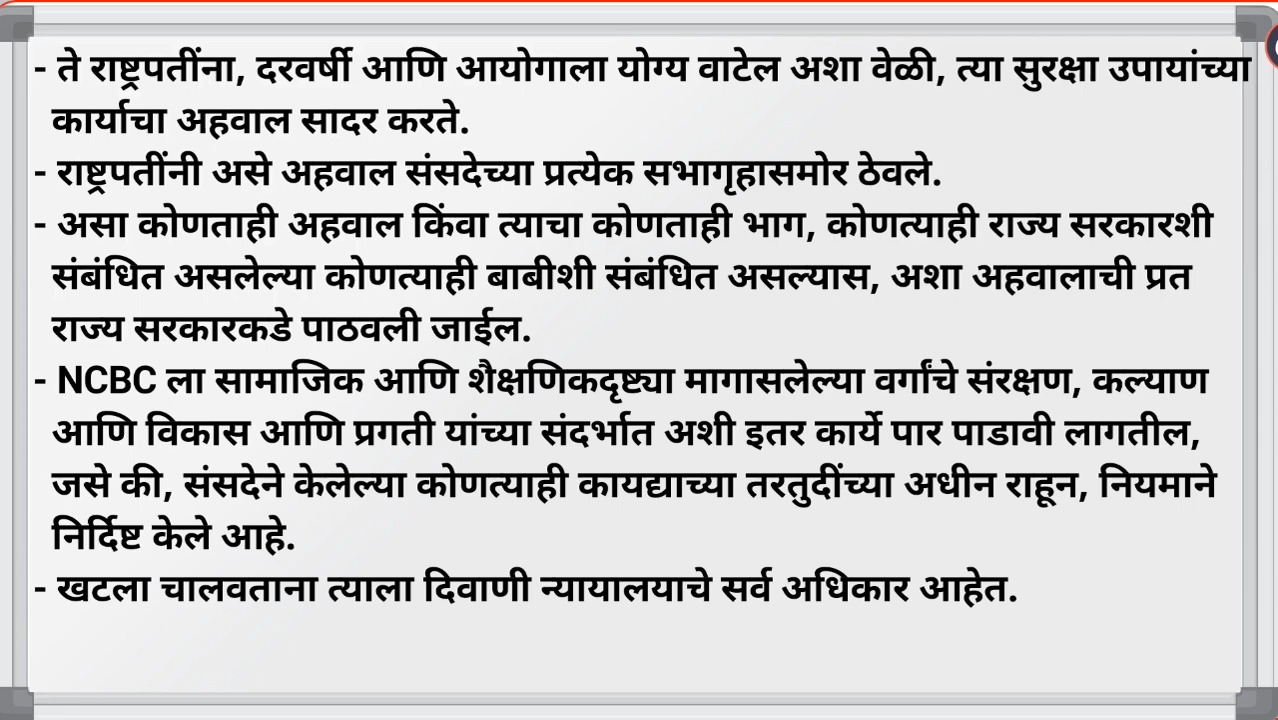 - ते राष्ट्रपतींना, दरवर्षी आणि आयोगाला योग्य वाटेल अशा वेळी, त्या सुरक्षा उपायांच्या
कार्याचा अहवाल सादर करते.
- राष्ट्रपतींनी असे अहवाल संसदेच्या प्रत्येक सभागृहासमोर ठेवले.
- असा कोणताही अहवाल किंवा त्याचा कोणताही भाग, कोणत्याही राज्य सरकारशी
संबंधित असलेल्या कोणत्याही बाबीशी संबंधित असल्यास, अशा अहवालाची प्रत
राज्य सरकारकडे पाठवली जाईल.
- NCBC ला सामाजिक आणि शैक्षणिकदृष्ट्या मागासलेल्या वर्गांचे संरक्षण, कल्याण
आणि विकास आणि प्रगती यांच्या संदर्भात अशी इतर कार्ये पार पाडावी लागतील,
जसे की, संसदेने केलेल्या कोणत्याही कायद्याच्या तरतुदींच्या अधीन राहून, नियमाने
निर्दिष्ट केले आहे.
- खटला चालवताना त्याला दिवाणी न्यायालयाचे सर्व अधिकार आहेत.